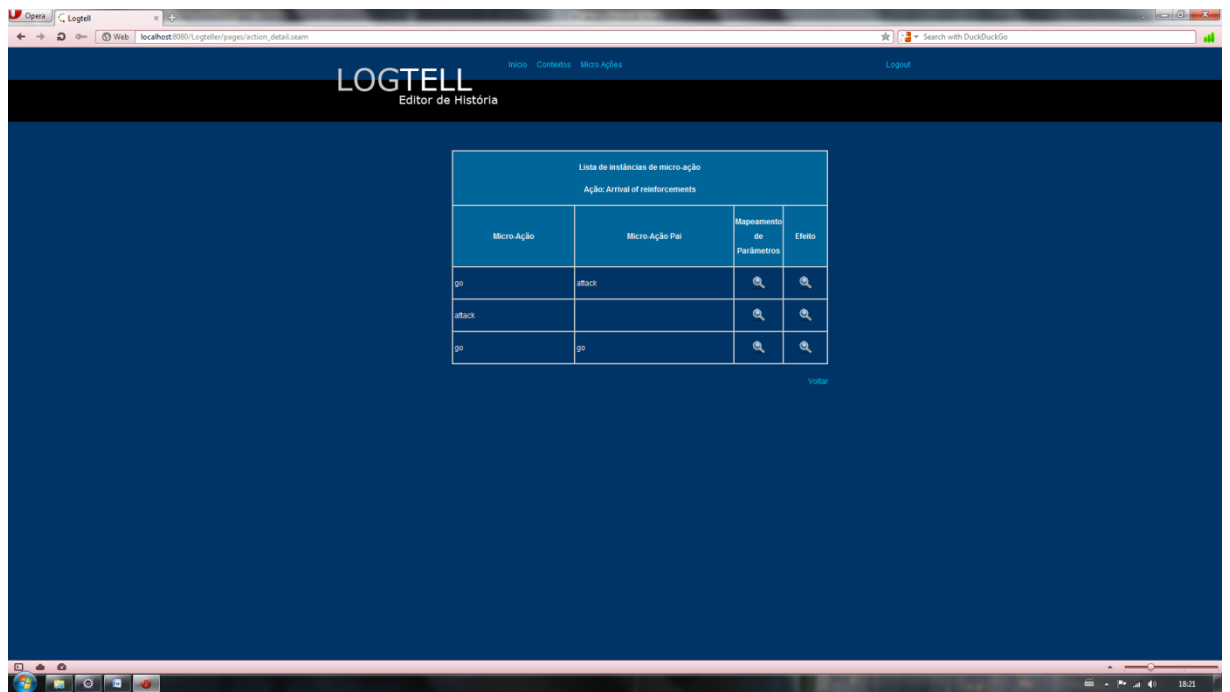 Opera
Logtell
Web
localhost:8080/Logteller/pages/action_detail.seam
Search with DuckDuckGo
Início Contextos Micro Ações
Logout
LOGTELL
Editor de História
Lista de instâncias de micro-ação
Ação: Arrival of reinforcements
Micro-Ação Micro-Ação Pai Mapeamento de Parâmetros Efeito
go attack
attack
go go
Voltar
18:21